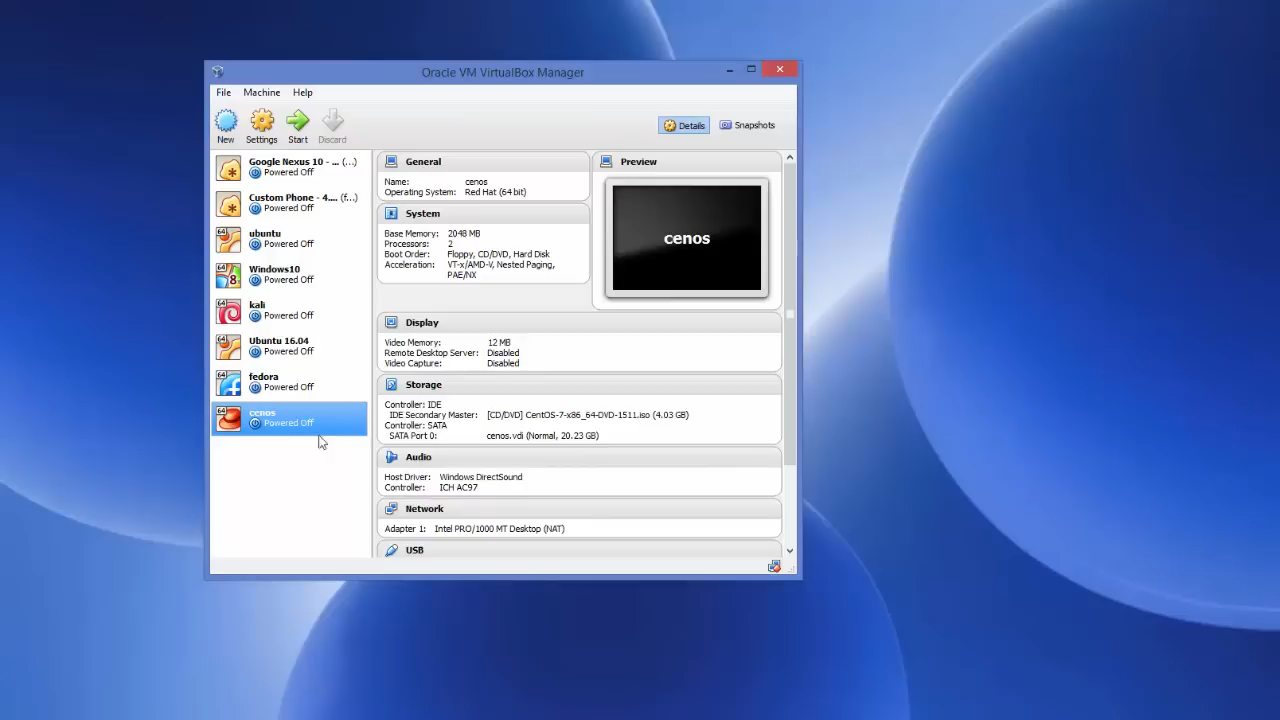 Oracle VM VirtualBox Manager
File Machine Help
New Settings Start Discard
Details Snapshots
Google Nexus 10 - ... (...)
Powered Off
Custom Phone - 4.... (f...)
Powered Off
64
ubuntu
Powered Off
64
8
Windows10
Powered Off
64
kali
Powered Off
64
Ubuntu 16.04
Powered Off
64
fedora
Powered Off
64
cenos
Powered Off
General
Name: cenos
Operating System: Red Hat (64 bit)
System
Base Memory: 2048 MB
Processors: 2
Boot Order: Floppy, CD/DVD, Hard Disk
Acceleration: VT-x/AMD-V, Nested Paging,
PAE/NX
Preview
cenos
Display
Video Memory: 12 MB
Remote Desktop Server: Disabled
Video Capture: Disabled
Storage
Controller: IDE
IDE Secondary Master: [CD/DVD] CentOS-7-x86_64-DVD-1511.iso (4.03 GB)
Controller: SATA
SATA Port 0: cenos.vdi (Normal, 20.23 GB)
Audio
Host Driver: Windows DirectSound
Controller: ICH AC97
Network
Adapter 1: Intel PRO/1000 MT Desktop (NAT)
USB